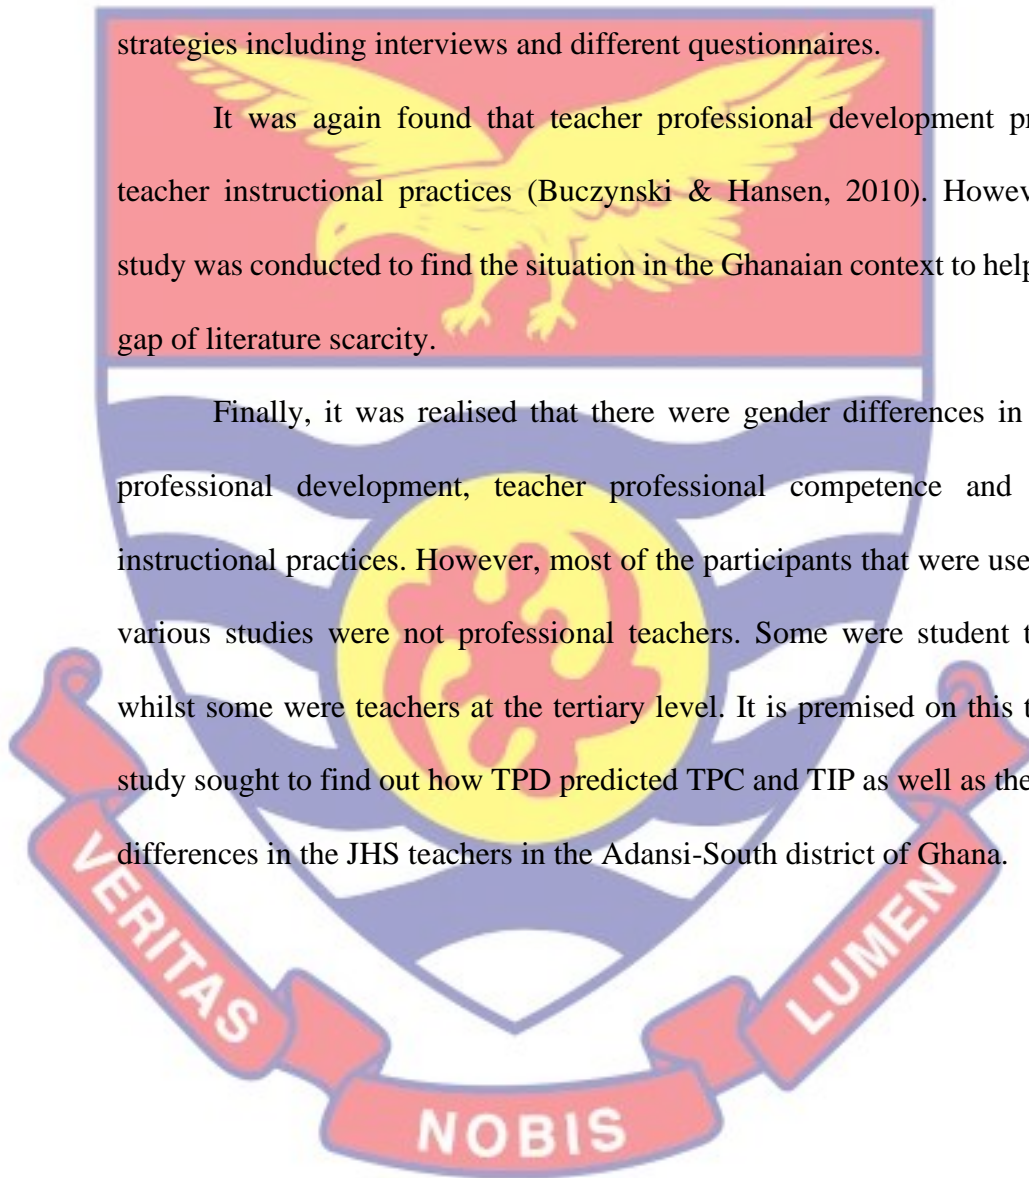 strategies including interviews and different questionnaires.
It was again found that teacher professional development pr
teacher instructional practices (Buczynski & Hansen, 2010). Howev
study was conducted to find the situation in the Ghanaian context to help
gap of literature scarcity.
Finally, it was realised that there were gender differences in
professional development, teacher professional competence and
instructional practices. However, most of the participants that were use
various studies were not professional teachers. Some were student t
whilst some were teachers at the tertiary level. It is premised on this t
study sought to find out how TPD predicted TPC and TIP as well as the
differences in the JHS teachers in the Adansi-South district of Ghana.
VERITAS
NOBIS
LUMEN